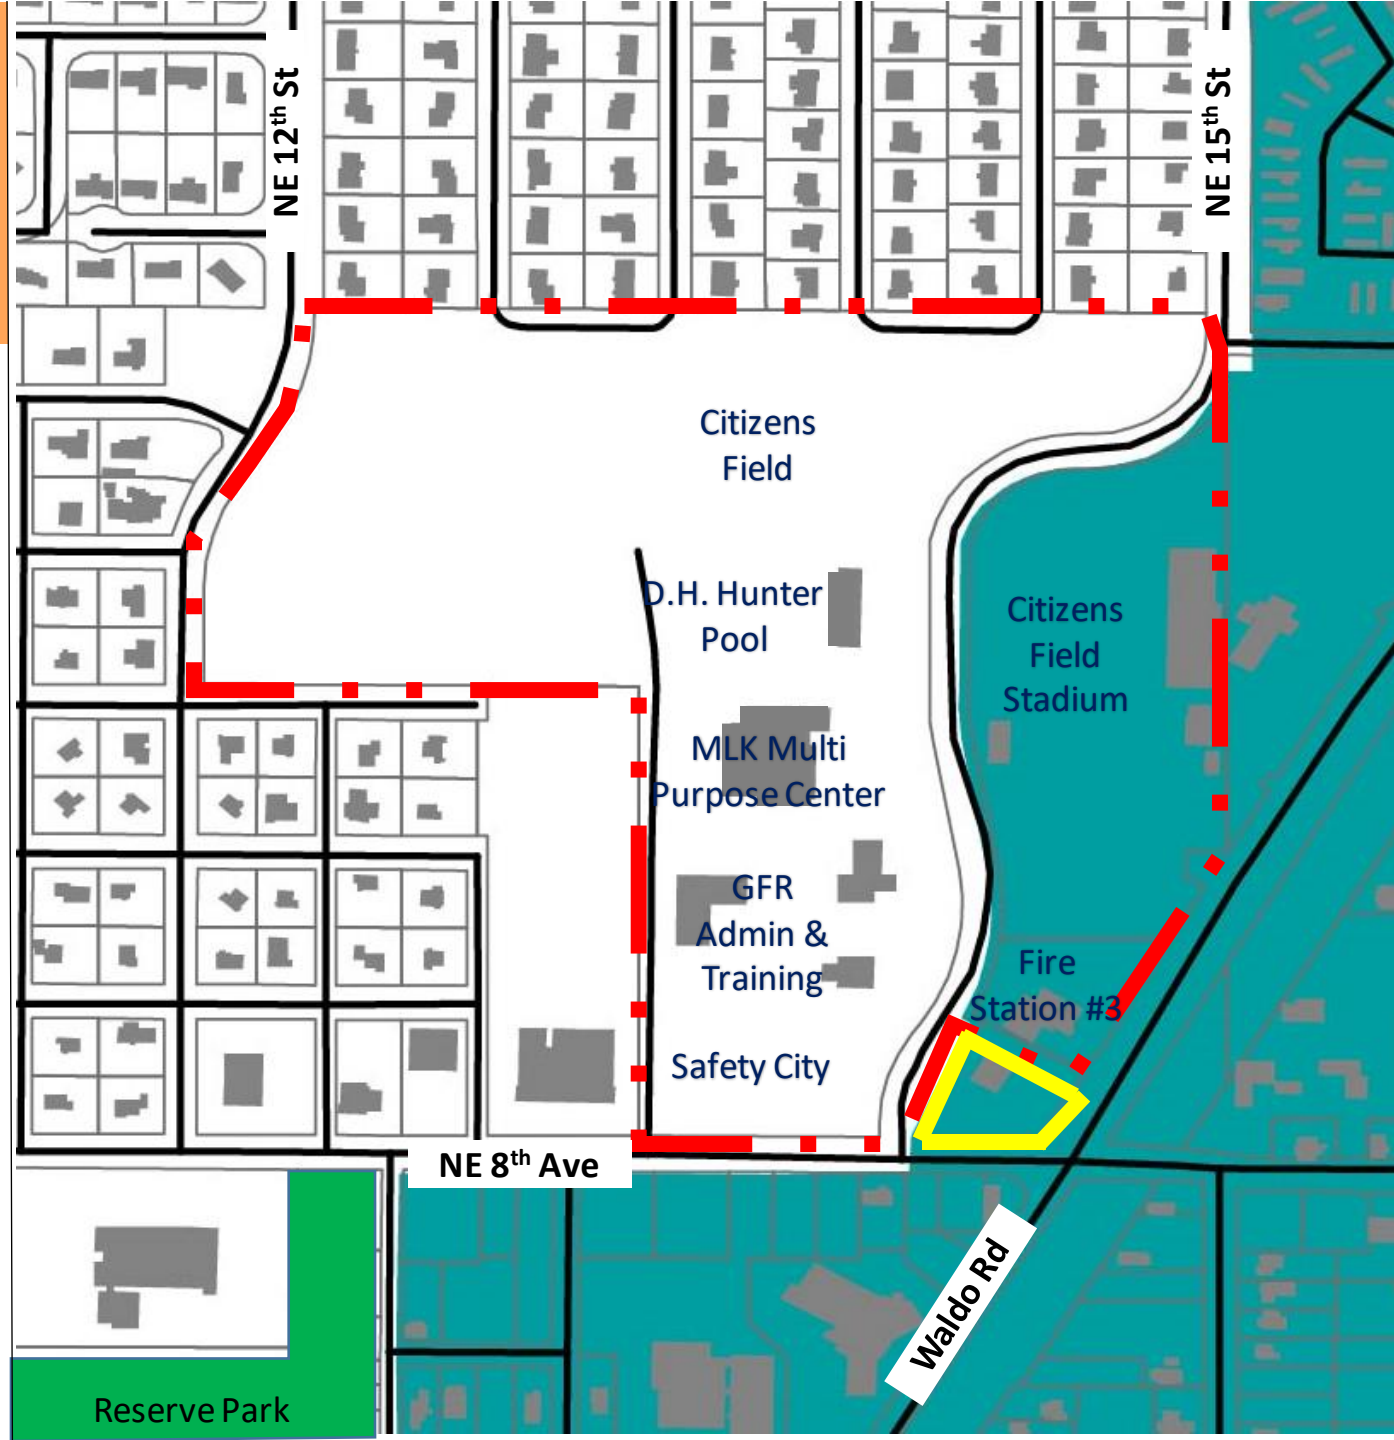 NE 12th St
NE 15th St
Citizens
Field
D.H. Hunter
Pool
Citizens
Field
Stadium
MLK Multi
Purpose Center
GFR
Admin &
Training
Fire
Station #3
Safety City
NE 8th Ave
Waldo Rd
Reserve Park